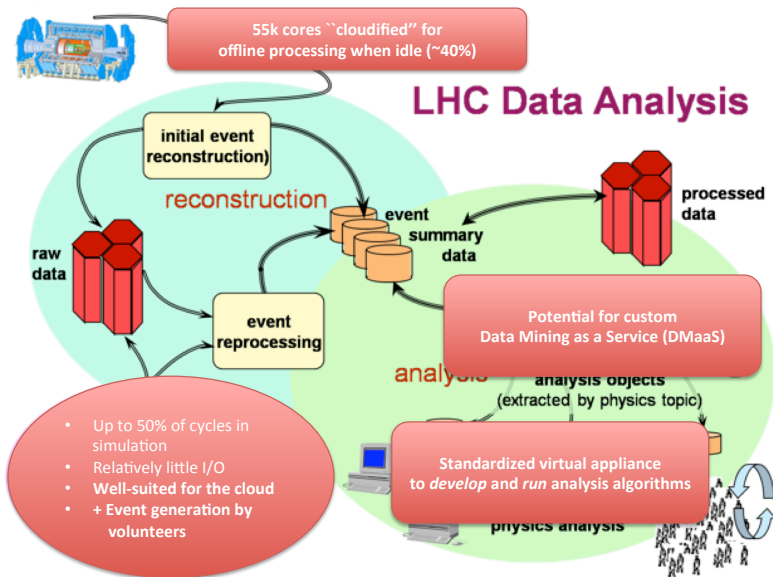 55k cores ``cloudified'' for
offline processing when idle (~40%)
LHC Data Analysis
initial event
reconstruction)
reconstruction
processed
data
event
summary
data
raw
data
event
reprocessing
Potential for custom
Data Mining as a Service (DMaaS)
analysis
analysis objects
(extracted by physics topic)
• Up to 50% of cycles in
simulation
• Relatively little I/O
• Well-suited for the cloud
• + Event generation by
volunteers
Standardized virtual appliance
to develop and run analysis algorithms
physics analysis